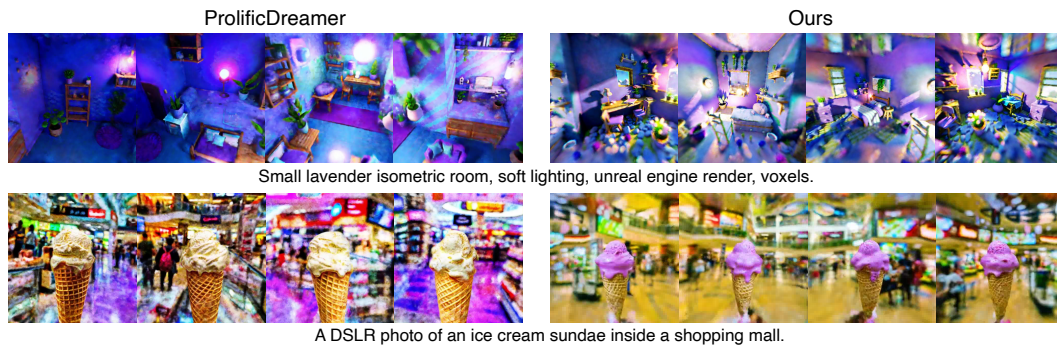 ProlificDreamer
Ours
Small lavender isometric room, soft lighting, unreal engine render, voxels.
A DSLR photo of an ice cream sundae inside a shopping mall.